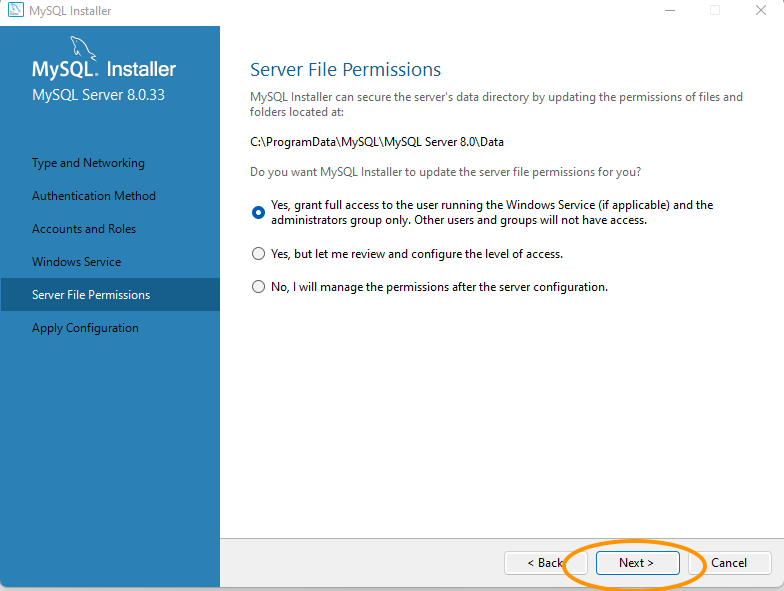 MySQL Installer
MySQL. Installer
MySQL Server 8.0.33
Type and Networking
Authentication Method
Accounts and Roles
Windows Service
Server File Permissions
Apply Configuration
Server File Permissions
MySQL Installer can secure the server's data directory by updating the permissions of files and
folders located at:
C:\ProgramData\MySQL\MySQL Server 8.0\Data
Do you want MySQL Installer to update the server file permissions for you?
Yes, grant full access to the user running the Windows Service (if applicable) and the
administrators group only. Other users and groups will not have access.
Yes, but let me review and configure the level of access.
No, I will manage the permissions after the server configuration.
< Back
Next >
Cancel